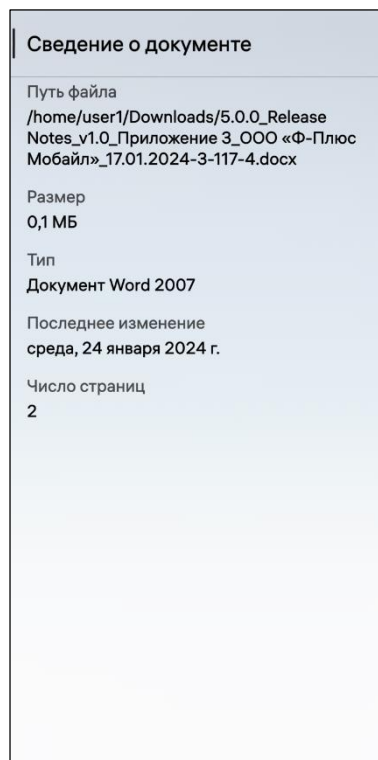 Сведение о документе
Путь файла
/home/user1/Downloads/5.0.0_Release
Notes_v1.0_Приложение 3_ООО «Ф-Плюс
Мобайл»_17.01.2024-3-117-4.docx
Размер
0,1 МБ
Тип
Документ Word 2007
Последнее изменение
среда, 24 января 2024 г.
Число страниц
2